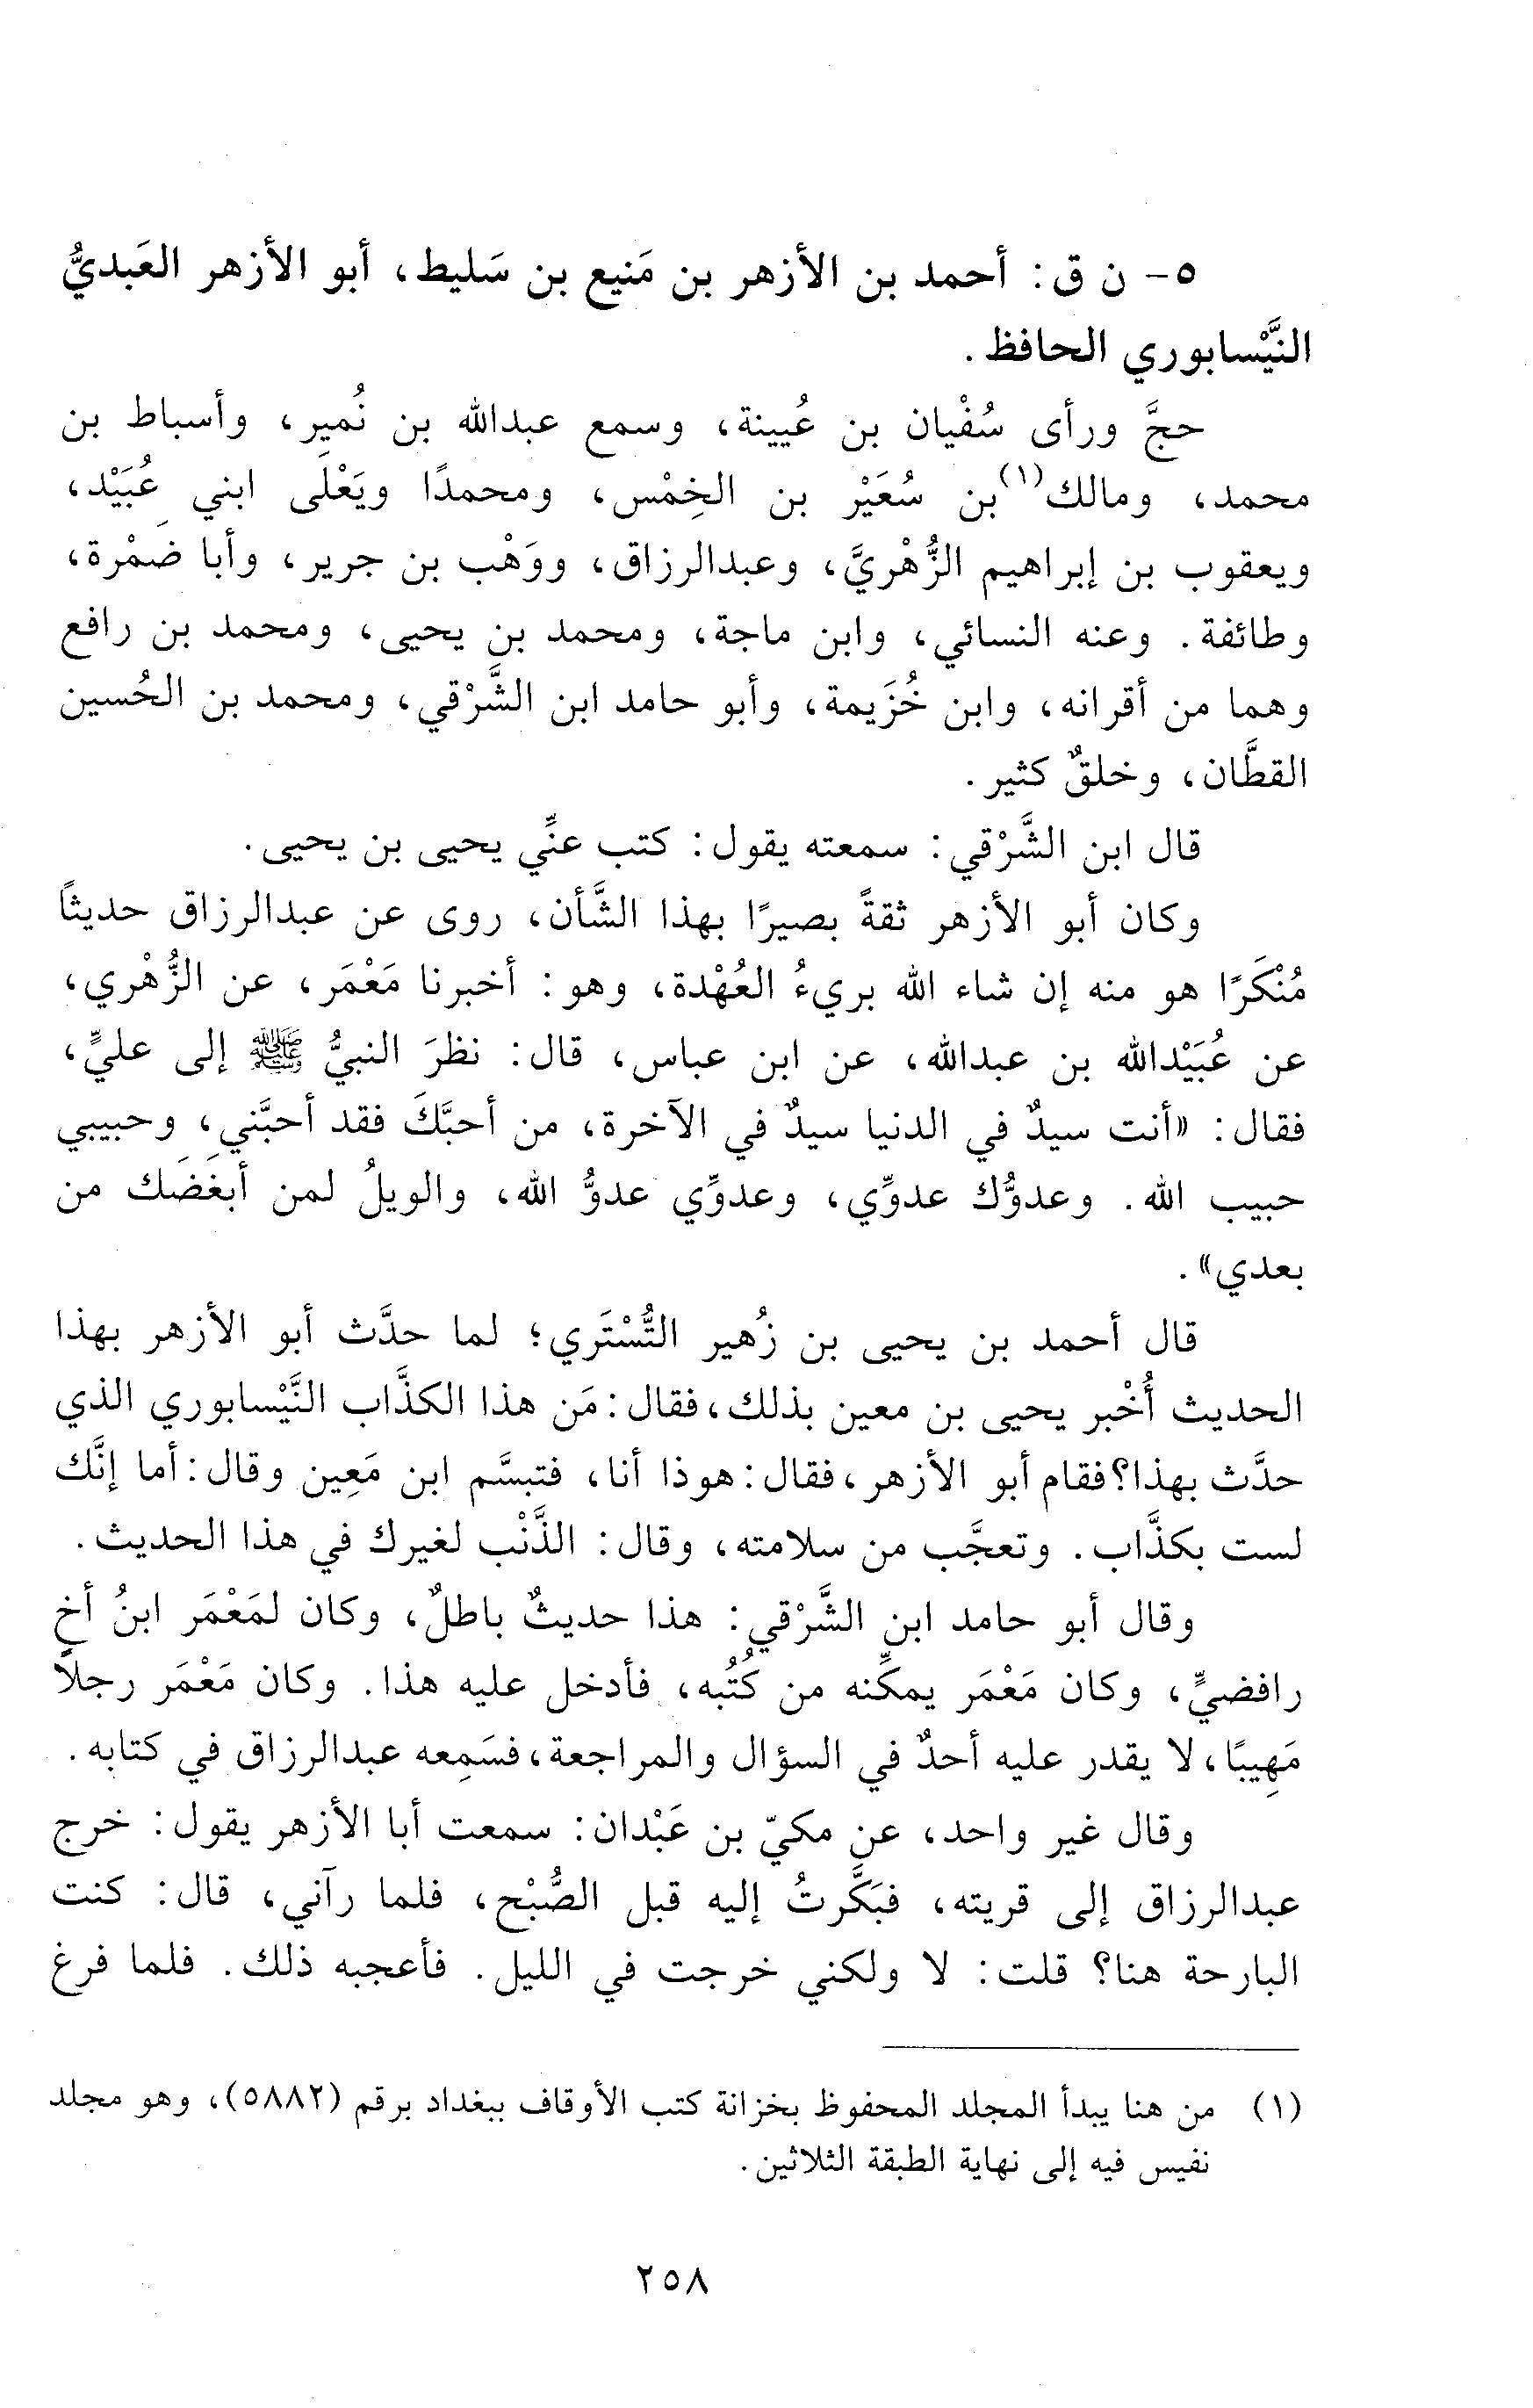 ٥- ن ق: أحمد بن الأزهر بن مَنيع بن سَليط، أبو الأزهر العَبديُّ
النَّيْسابوري الحافظ.
حجَّ ورأى سُفْيان بن عُيينة، وسمع عبدالله بن نُمير، وأسباط بن
محمد، ومالك(١) بن سُعَيْر بن الخِمْس، ومحمدًا ويَعْلَى ابني عُبَيْد،
ويعقوب بن إبراهيم الزُّهْريَّ، وعبدالرزاق، ووَهْب بن جرير، وأبا ضَمْرة،
وطائفة. وعنه النسائي، وابن ماجة، ومحمد بن يحيى، ومحمد بن رافع
وهما من أقرانه، وابن خُزَيمة، وأبو حامد ابن الشَّرْقي، ومحمد بن الحُسين
القطَّان، وخلقٌ كثير.
قال ابن الشَّرْقي: سمعته يقول: كتب عنِّي يحيى بن يحيى.
وكان أبو الأزهر ثقةً بصيرًا بهذا الشَّأن، روى عن عبدالرزاق حديثًا
مُنْكَرًا هو منه إن شاء الله بريءُ العُهْدة، وهو: أخبرنا مَعْمَر، عن الزُّهْري،
عن عُبَيْدالله بن عبدالله، عن ابن عباس، قال: نظرَ النبيُّ ﷺ إلى عليٍّ،
فقال: «أنت سيدٌ في الدنيا سيدٌ في الآخرة، من أحبَّكَ فقد أحبَّني، وحبيبي
حبيب الله. وعدوُّك عدوِّي، وعدوِّي عدوُّ الله، والويلُ لمن أبغَضَك من
بعدي».
قال أحمد بن يحيى بن زُهير التُّسْتَري؛ لما حدَّث أبو الأزهر بهذا
الحديث أُخْبر يحيى بن معين بذلك، فقال: مَن هذا الكذَّاب النَّيْسابوري الذي
حدَّث بهذا؟ فقام أبو الأزهر، فقال: هوذا أنا، فتبسَّم ابن مَعِين وقال: أما إنَّك
لست بكذَّاب. وتعجَّب من سلامته، وقال: الذَّنْب لغيرك في هذا الحديث.
وقال أبو حامد ابن الشَّرْقي: هذا حديثٌ باطلٌ، وكان لمَعْمَر ابنُ أخٍ
رافضيٍّ، وكان مَعْمَر يمكِّنه من كُتُبه، فأدخل عليه هذا. وكان مَعْمَر رجلاً
مَهِيبًا، لا يقدر عليه أحدٌ في السؤال والمراجعة، فسَمِعه عبدالرزاق في كتابه.
وقال غير واحد، عن مكيّ بن عَبْدان: سمعت أبا الأزهر يقول: خرج
عبدالرزاق إلى قريته، فبَكَّرتُ إليه قبل الصُّبْح، فلما رآني، قال: كنت
البارحة هنا؟ قلت: لا ولكني خرجت في الليل. فأعجبه ذلك. فلما فرغ
(١) من هنا يبدأ المجلد المحفوظ بخزانة كتب الأوقاف ببغداد برقم (٥٨٨٢)، وهو مجلد
نفيس فيه إلى نهاية الطبقة الثلاثين.
٢٥٨